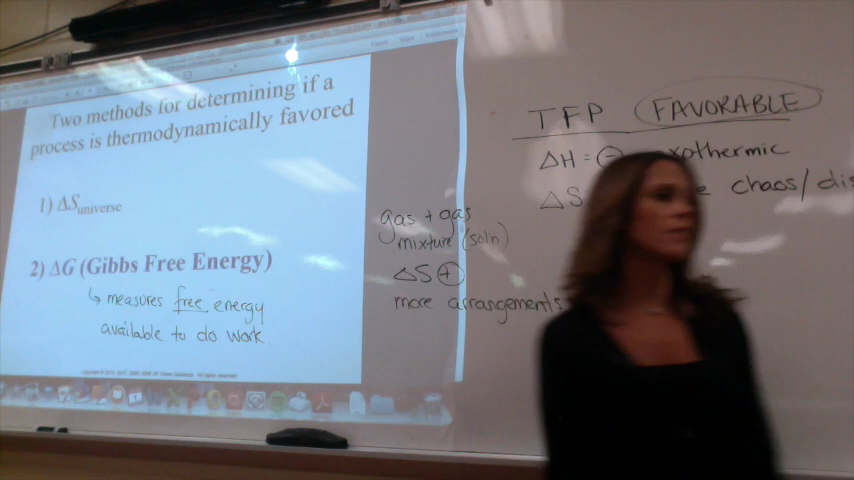 Two methods for determining if a
process is thermodynamically favored
1) ΔSuniverse
2) ΔG (Gibbs Free Energy)
↳ measures free energy
available to do work
gas + gas
mixture (soln)
ΔS ⊕
more arrangements
TFP FAVORABLE
ΔH = ⊖ exothermic
ΔS chaos/dis